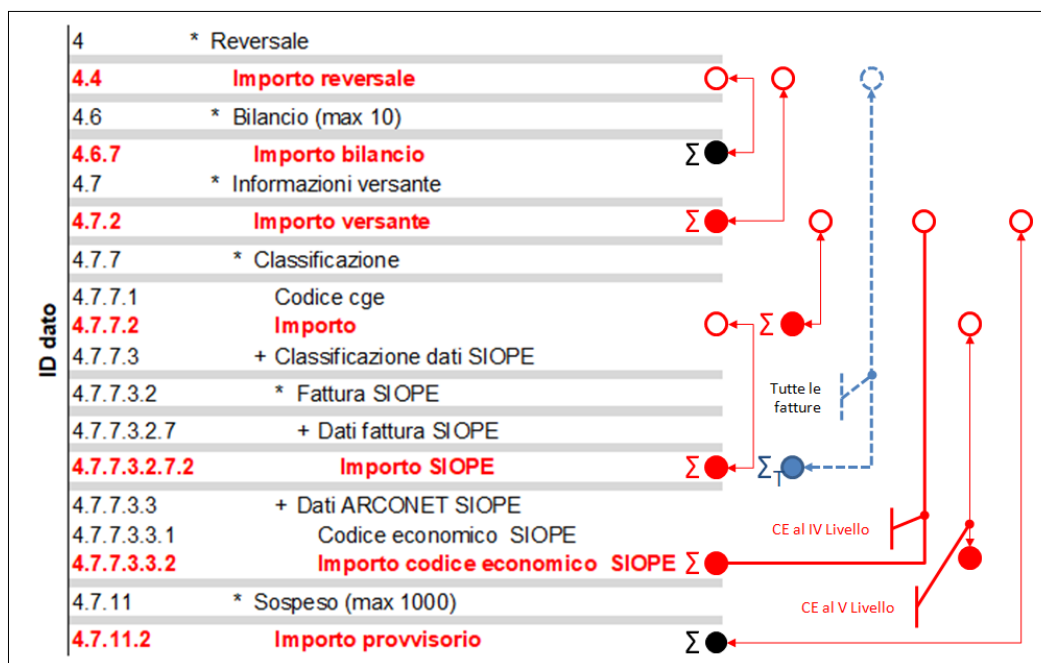 ID dato
4 * Reversale
4.4 Importo reversale
4.6 * Bilancio (max 10)
4.6.7 Importo bilancio Σ
4.7 * Informazioni versante
4.7.2 Importo versante Σ
4.7.7 * Classificazione
4.7.7.1 Codice cge
4.7.7.2 Importo Σ
4.7.7.3 + Classificazione dati SIOPE
4.7.7.3.2 * Fattura SIOPE
Tutte le
fatture
4.7.7.3.2.7 + Dati fattura SIOPE
4.7.7.3.2.7.2 Importo SIOPE Σ ΣT
4.7.7.3.3 + Dati ARCONET SIOPE
4.7.7.3.3.1 Codice economico SIOPE
CE al IV Livello
4.7.7.3.3.2 Importo codice economico SIOPE Σ
4.7.11 * Sospeso (max 1000)
CE al V Livello
4.7.11.2 Importo provvisorio Σ